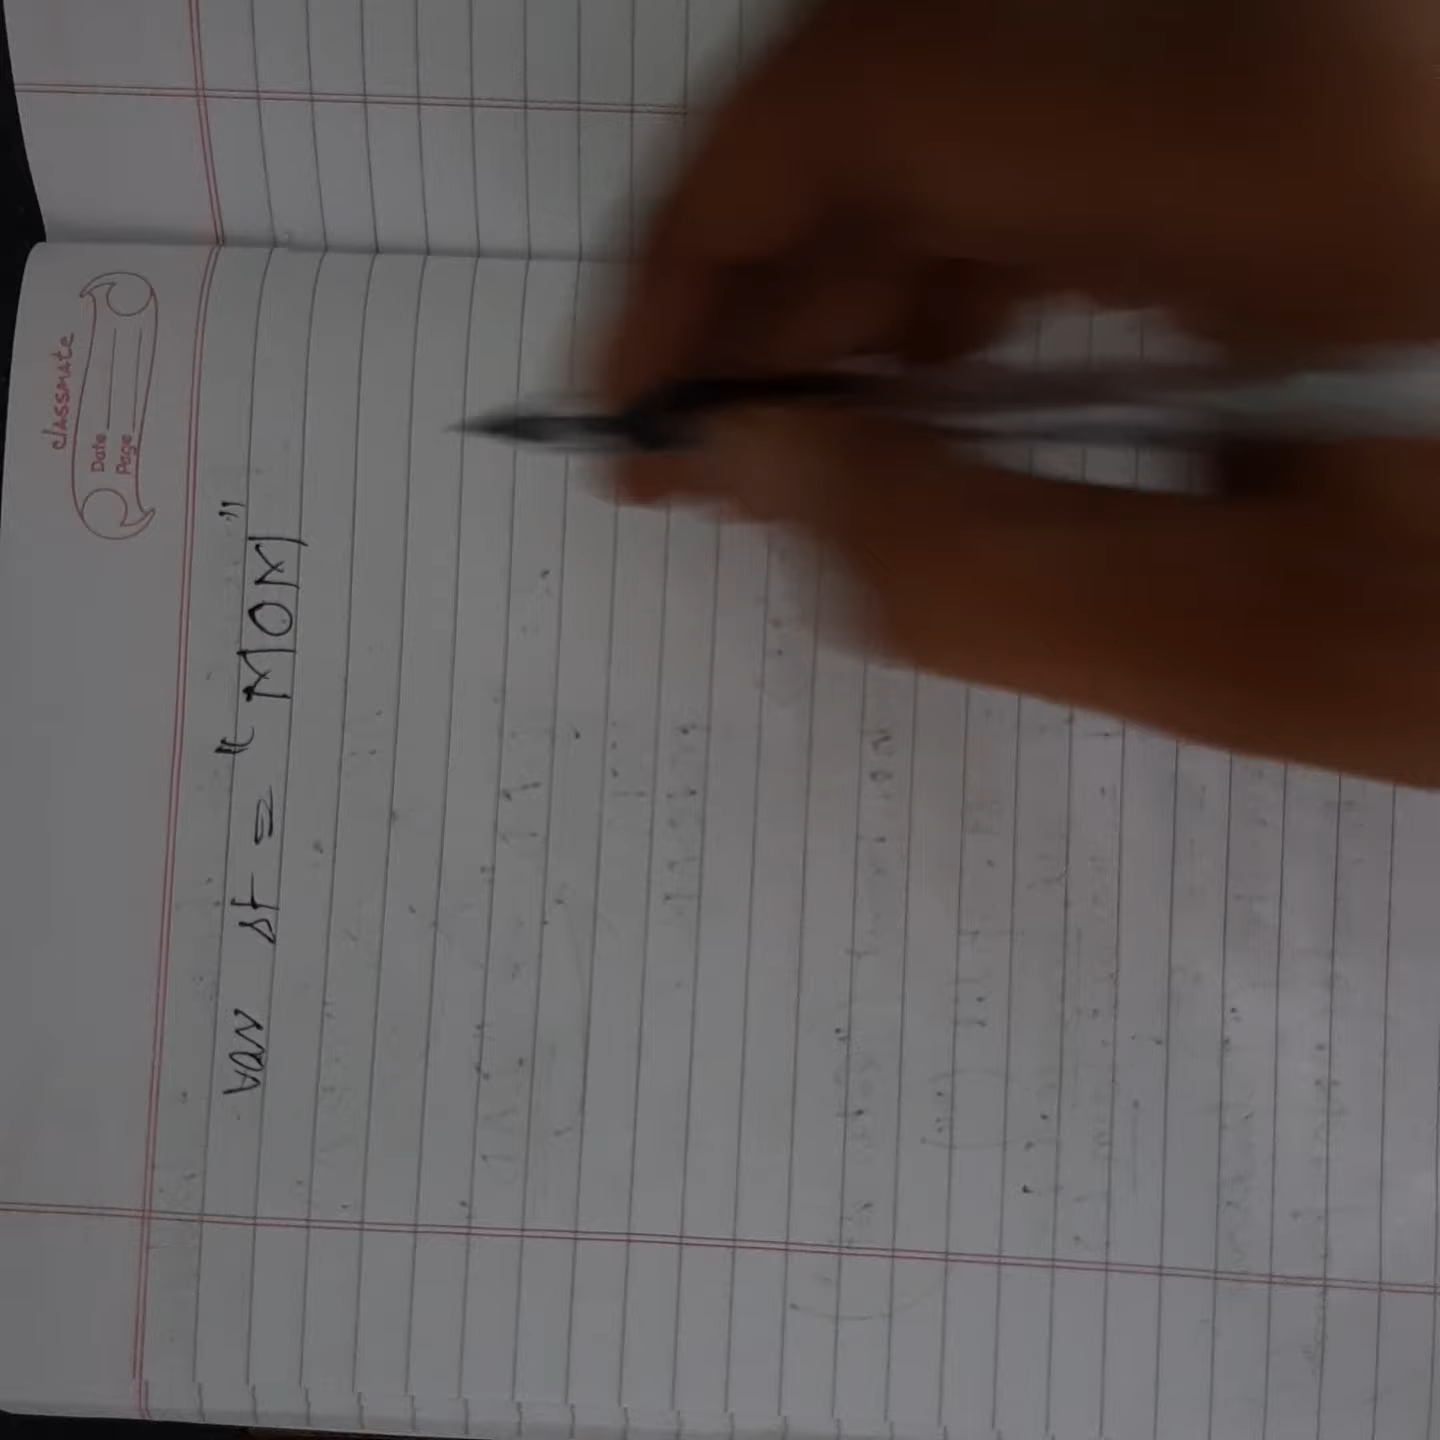 classmate
Date
Page
var st = "MOM"